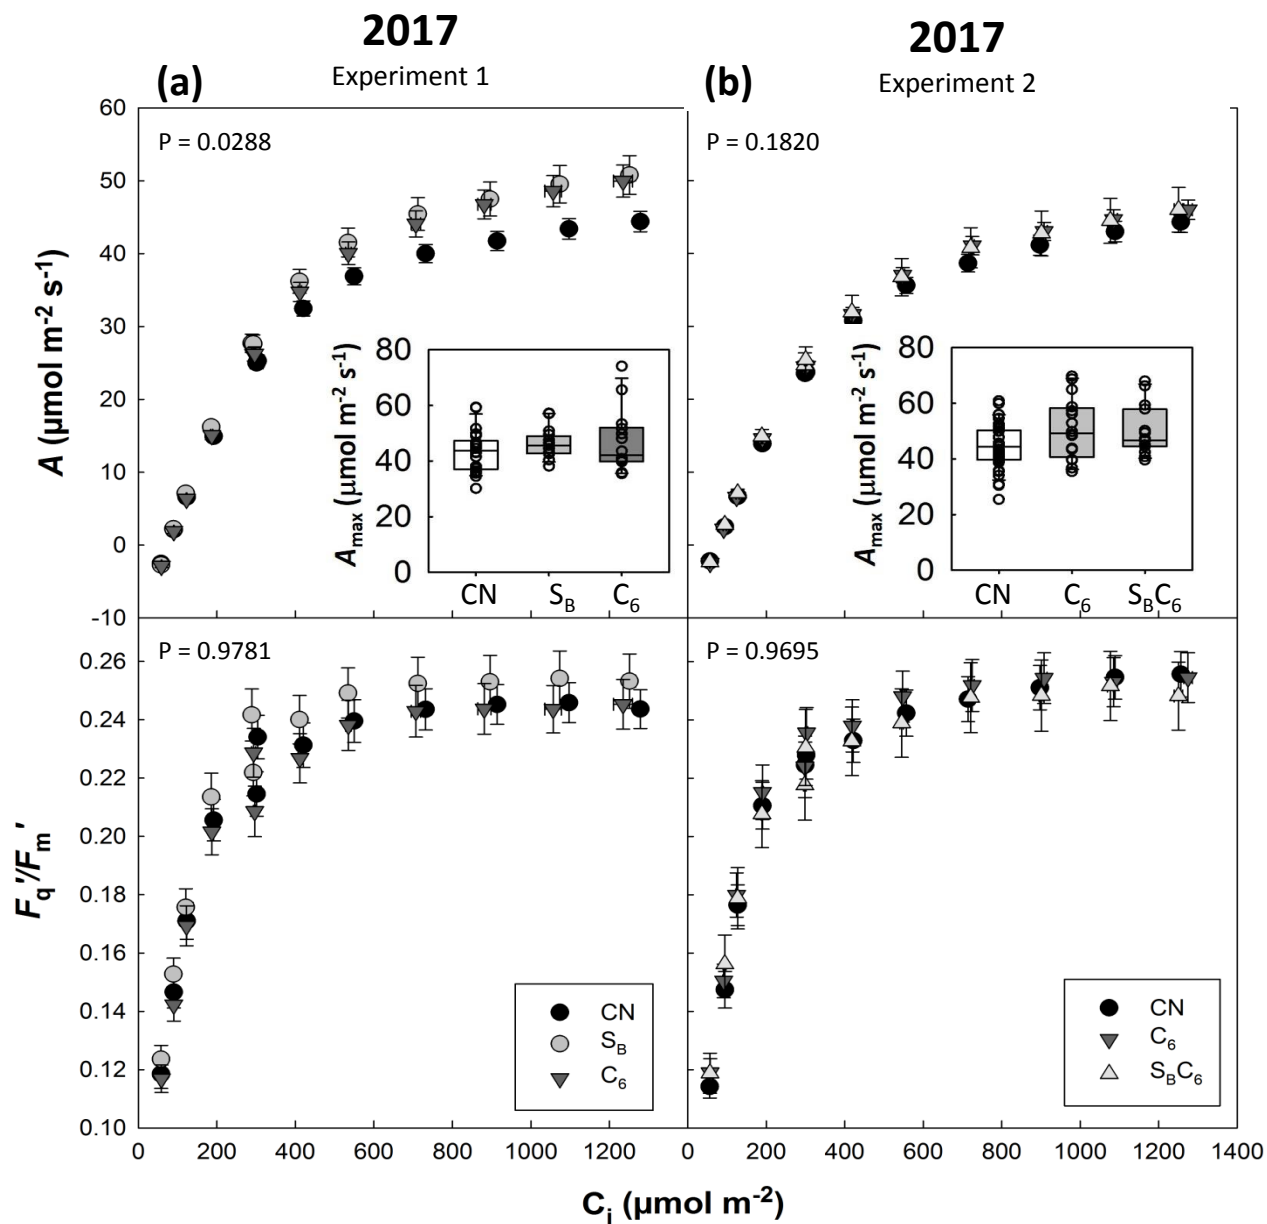 2017
2017
Experiment 1
Experiment 2
(a)
(b)
60
50
40
30
20
10
0
-10
A (µmol m-2 s-1)
P = 0.0288
P = 0.1820
80
60
40
20
0
Amax (µmol m-2 s-1)
CN SB C6
80
60
40
20
0
Amax (µmol m-2 s-1)
CN C6 SBC6
0.26
0.24
0.22
0.20
0.18
0.16
0.14
0.12
0.10
Fq'/Fm'
P = 0.9781
P = 0.9695
CN
SB
C6
CN
C6
SBC6
0 200 400 600 800 1000 1200
0 200 400 600 800 1000 1200 1400
Ci (µmol m-2)